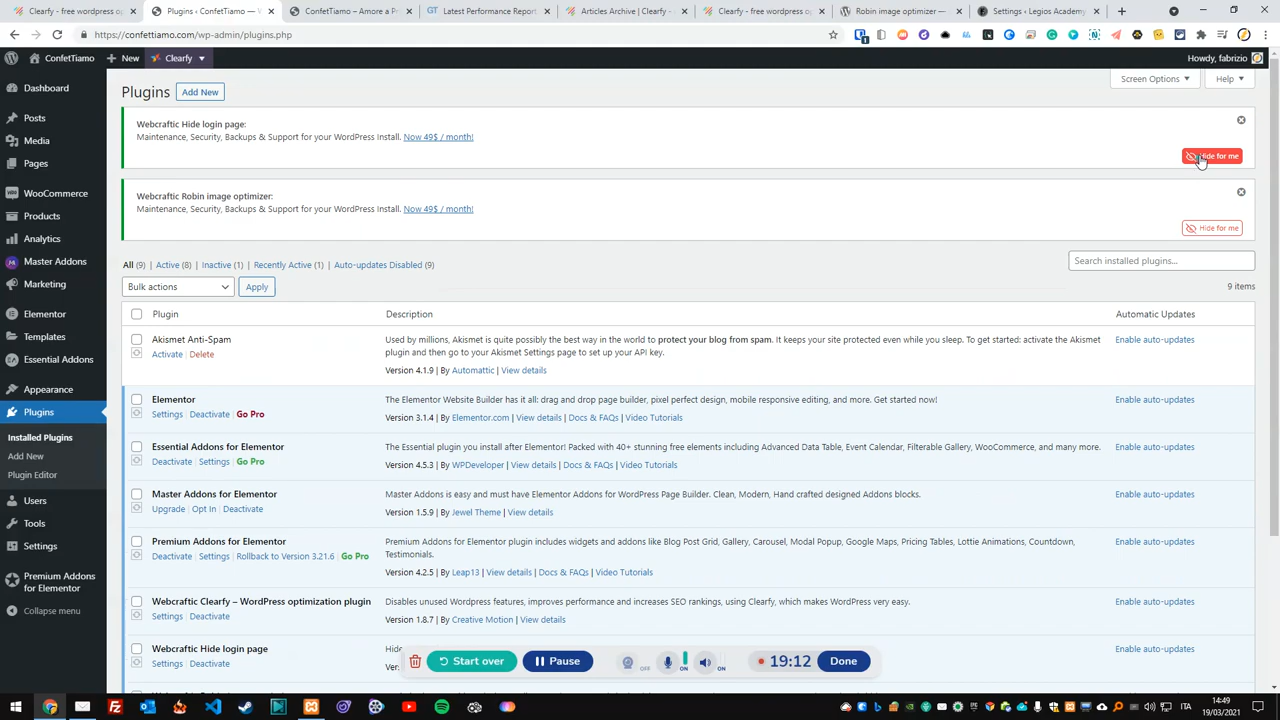 Clearfy - free wordpress op
Plugins ‹ ConfetTiamo — W
ConfetTiamo – Amore a Pr
Latest Performance Report
Articles Archive | Clearfy -
Clearfy - free wordpress op
Robin image optimizer —
Settings ‹ Legios Academy
https://confettiamo.com/wp-admin/plugins.php
ConfetTiamo
New
Clearfy
Howdy, fabrizio
Screen Options
Help
Plugins
Add New
Webcraftic Hide login page:
Maintenance, Security, Backups & Support for your WordPress Install. Now 49$ / month!
Hide for me
Webcraftic Robin image optimizer:
Maintenance, Security, Backups & Support for your WordPress Install. Now 49$ / month!
Hide for me
All (9) | Active (8) | Inactive (1) | Recently Active (1) | Auto-updates Disabled (9)
Search installed plugins...
Bulk actions
Apply
9 items
Plugin
Description
Automatic Updates
Akismet Anti-Spam
Activate | Delete
Used by millions, Akismet is quite possibly the best way in the world to protect your blog from spam. It keeps your site protected even while you sleep. To get started: activate the Akismet
plugin and then go to your Akismet Settings page to set up your API key.
Version 4.1.9 | By Automattic | View details
Enable auto-updates
Elementor
Settings | Deactivate | Go Pro
The Elementor Website Builder has it all: drag and drop page builder, pixel perfect design, mobile responsive editing, and more. Get started now!
Version 3.1.4 | By Elementor.com | View details | Docs & FAQs | Video Tutorials
Enable auto-updates
Essential Addons for Elementor
Deactivate | Settings | Go Pro
The Essential plugin you install after Elementor! Packed with 40+ stunning free elements including Advanced Data Table, Event Calendar, Filterable Gallery, WooCommerce, and many more.
Version 4.5.3 | By WPDeveloper | View details | Docs & FAQs | Video Tutorials
Enable auto-updates
Master Addons for Elementor
Upgrade | Opt In | Deactivate
Master Addons is easy and must have Elementor Addons for WordPress Page Builder. Clean, Modern, Hand crafted designed Addons blocks.
Version 1.5.9 | By Jewel Theme | View details
Enable auto-updates
Premium Addons for Elementor
Deactivate | Settings | Rollback to Version 3.21.6 | Go Pro
Premium Addons for Elementor plugin includes widgets and addons like Blog Post Grid, Gallery, Carousel, Modal Popup, Google Maps, Pricing Tables, Lottie Animations, Countdown,
Testimonials.
Version 4.2.5 | By Leap13 | View details | Docs & FAQs | Video Tutorials
Enable auto-updates
Webcraftic Clearfy – WordPress optimization plugin
Settings | Deactivate
Disables unused Wordpress features, improves performance and increases SEO rankings, using Clearfy, which makes WordPress very easy.
Version 1.8.7 | By Creative Motion | View details
Enable auto-updates
Webcraftic Hide login page
Settings | Deactivate
Hide
Ver
Enable auto-updates
Dashboard
Posts
Media
Pages
WooCommerce
Products
Analytics
Master Addons
Marketing
Elementor
Templates
Essential Addons
Appearance
Plugins
Installed Plugins
Add New
Plugin Editor
Users
Tools
Settings
Premium Addons
for Elementor
Collapse menu
Start over
Pause
OFF
ON
ON
19:12
Done
ITA
14:49
19/03/2021